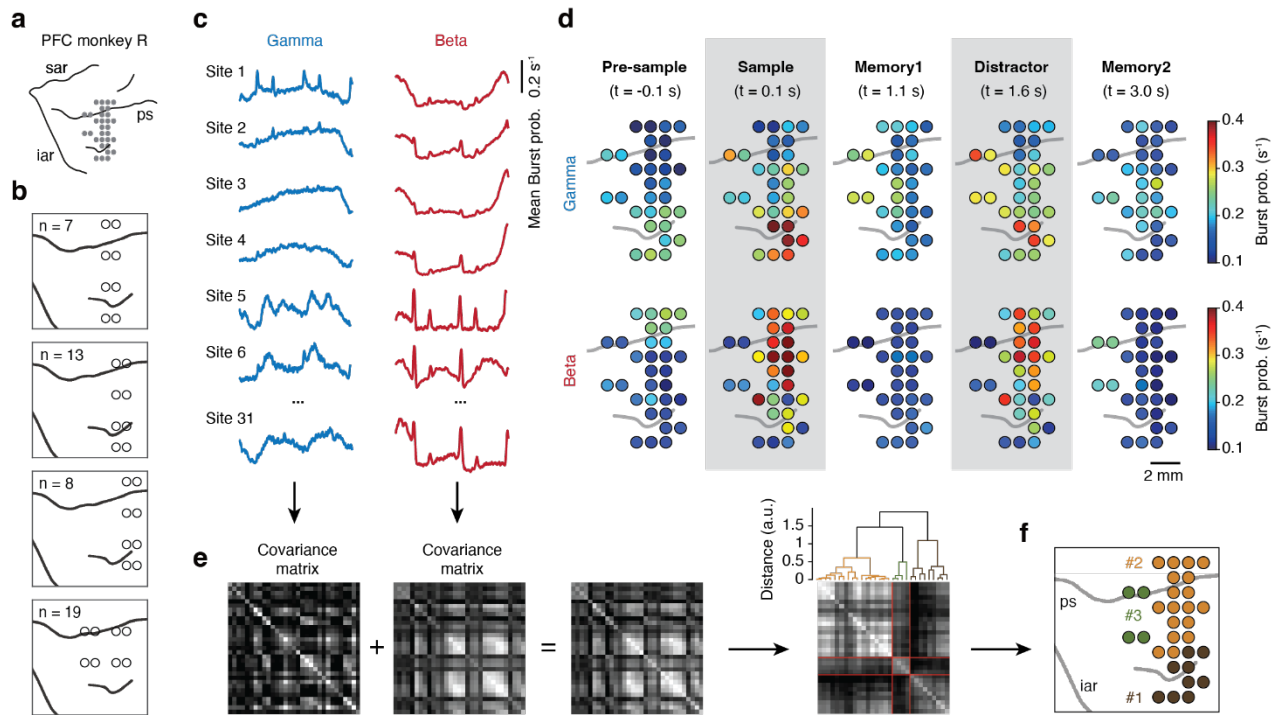 a
PFC monkey R
sar
ps
iar
b
n = 7
n = 13
n = 8
n = 19
c
Gamma
Beta
Site 1
Site 2
Site 3
Site 4
Site 5
Site 6
...
...
Site 31
0.2 s⁻¹
Mean Burst prob.
d
Pre-sample
(t = -0.1 s)
Sample
(t = 0.1 s)
Memory1
(t = 1.1 s)
Distractor
(t = 1.6 s)
Memory2
(t = 3.0 s)
Gamma
0.4
0.3
0.2
0.1
Burst prob. (s⁻¹)
Beta
0.4
0.3
0.2
0.1
Burst prob. (s⁻¹)
2 mm
e
Covariance
matrix
+
Covariance
matrix
=
Distance (a.u.)
1.5
1
0.5
0
f
#2
ps
#3
iar
#1